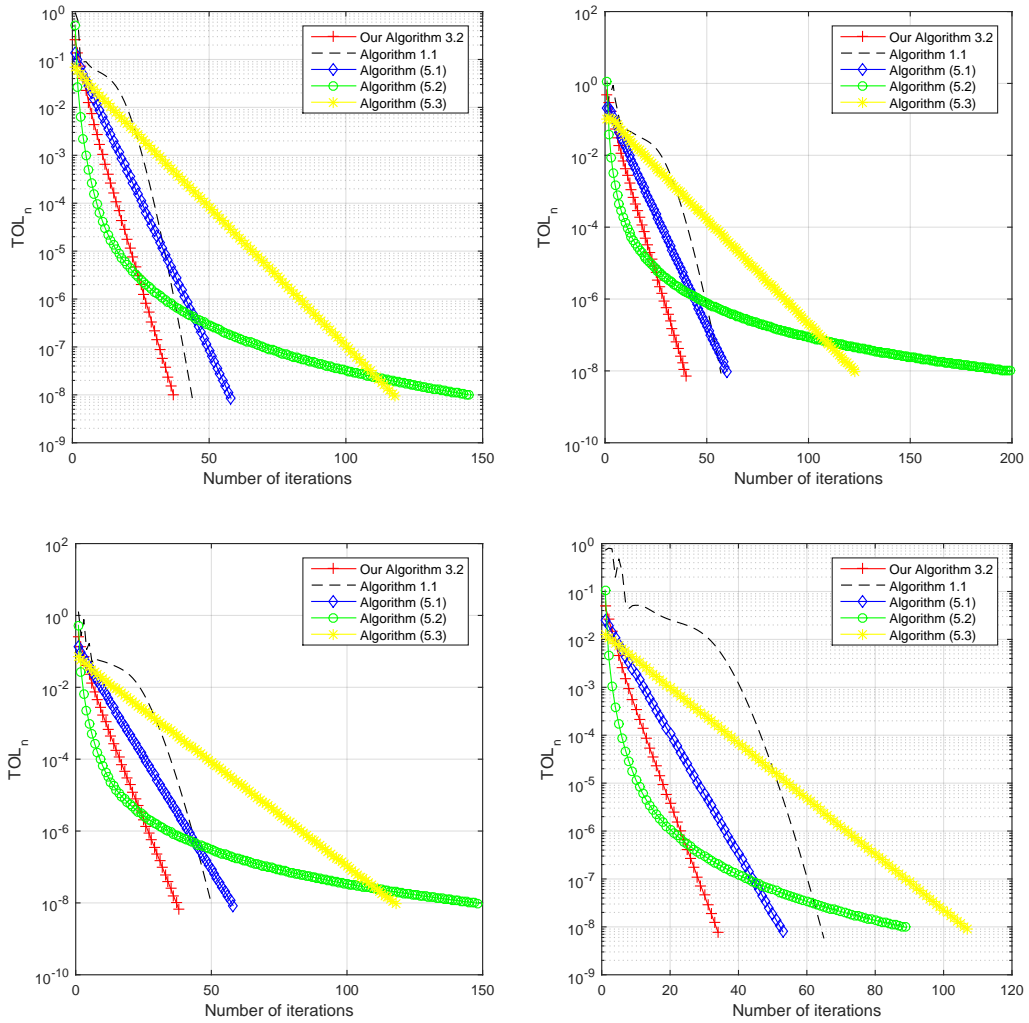 10^0
10^-1
10^-2
10^-3
10^-4
10^-5
10^-6
10^-7
10^-8
10^-9
TOL_n
0 50 100 150
Number of iterations
Our Algorithm 3.2
Algorithm 1.1
Algorithm (5.1)
Algorithm (5.2)
Algorithm (5.3)
10^2
10^0
10^-2
10^-4
10^-6
10^-8
10^-10
TOL_n
0 50 100 150 200
Number of iterations
Our Algorithm 3.2
Algorithm 1.1
Algorithm (5.1)
Algorithm (5.2)
Algorithm (5.3)
10^2
10^0
10^-2
10^-4
10^-6
10^-8
10^-10
TOL_n
0 50 100 150
Number of iterations
Our Algorithm 3.2
Algorithm 1.1
Algorithm (5.1)
Algorithm (5.2)
Algorithm (5.3)
10^0
10^-1
10^-2
10^-3
10^-4
10^-5
10^-6
10^-7
10^-8
10^-9
TOL_n
0 20 40 60 80 100 120
Number of iterations
Our Algorithm 3.2
Algorithm 1.1
Algorithm (5.1)
Algorithm (5.2)
Algorithm (5.3)